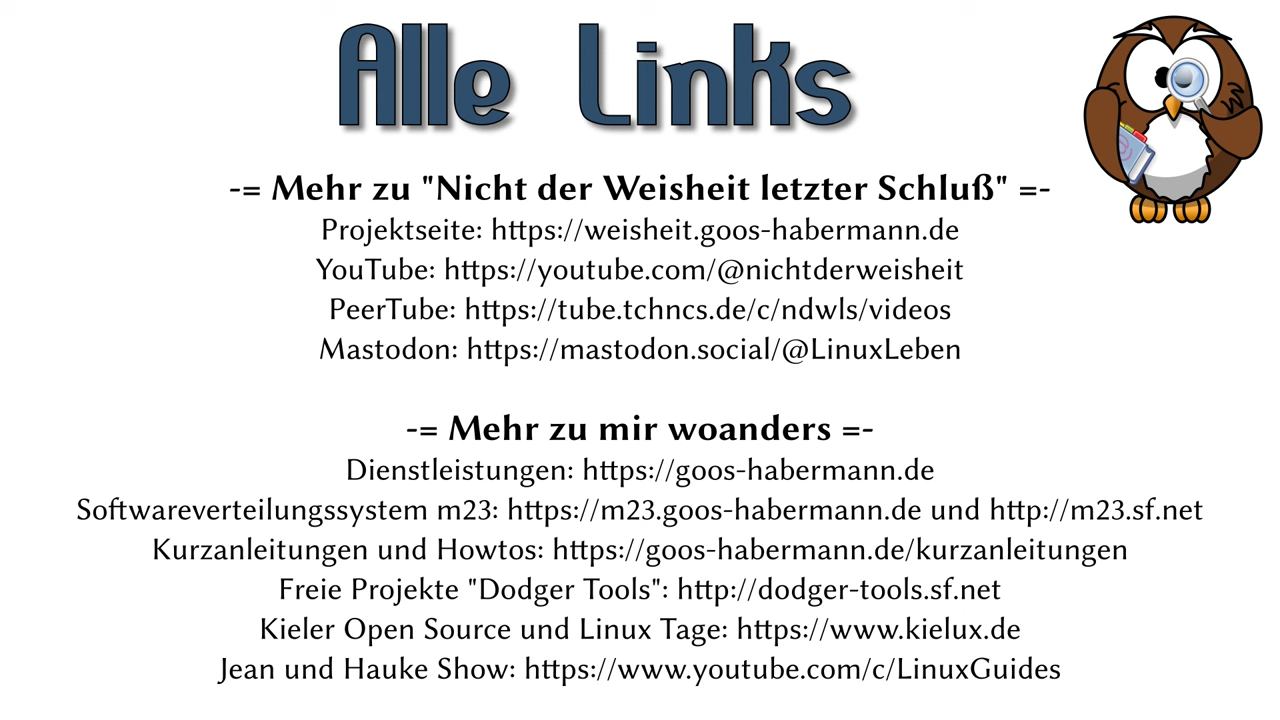 Alle Links
-= Mehr zu "Nicht der Weisheit letzter Schluß" =-
Projektseite: https://weisheit.goos-habermann.de
YouTube: https://youtube.com/@nichtderweisheit
PeerTube: https://tube.tchncs.de/c/ndwls/videos
Mastodon: https://mastodon.social/@LinuxLeben
-= Mehr zu mir woanders =-
Dienstleistungen: https://goos-habermann.de
Softwareverteilungssystem m23: https://m23.goos-habermann.de und http://m23.sf.net
Kurzanleitungen und Howtos: https://goos-habermann.de/kurzanleitungen
Freie Projekte "Dodger Tools": http://dodger-tools.sf.net
Kieler Open Source und Linux Tage: https://www.kielux.de
Jean und Hauke Show: https://www.youtube.com/c/LinuxGuides